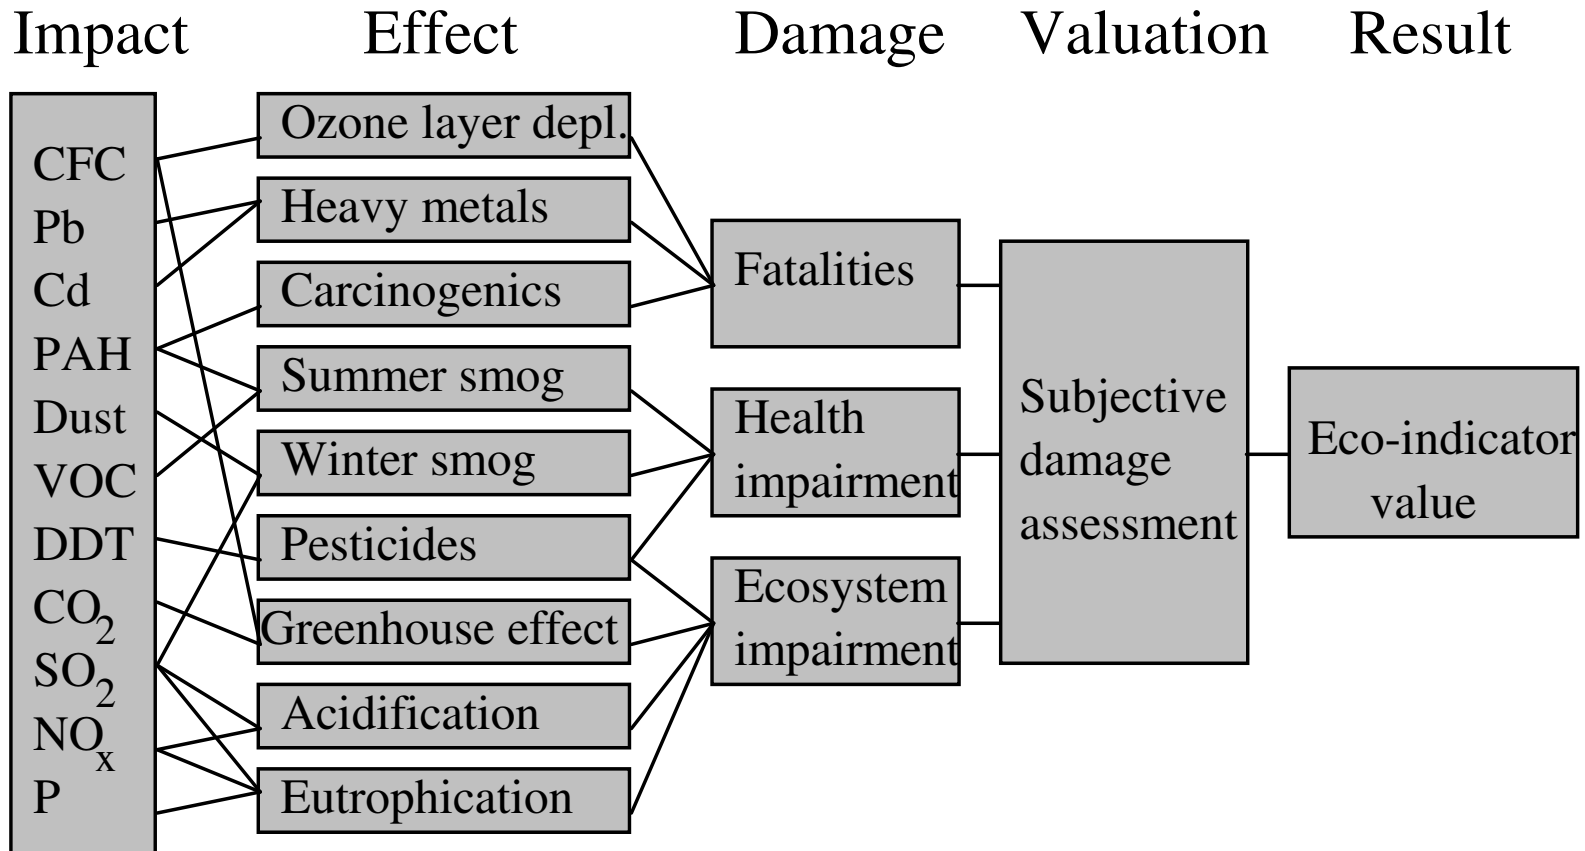 Impact
Effect
Damage
Valuation
Result
CFC
Pb
Cd
PAH
Dust
VOC
DDT
CO2
SO2
NOx
P
Ozone layer depl.
Heavy metals
Carcinogenics
Summer smog
Winter smog
Pesticides
Greenhouse effect
Acidification
Eutrophication
Fatalities
Health
impairment
Ecosystem
impairment
Subjective
damage
assessment
Eco-indicator
value